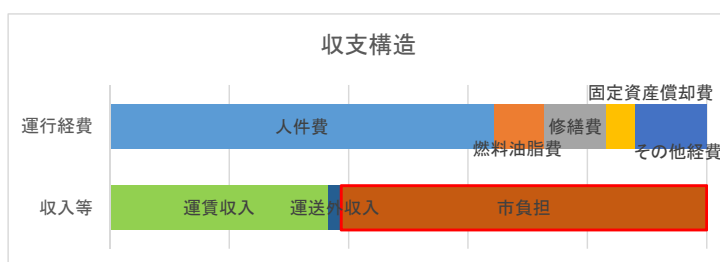 収支構造
固定資産償却費
運行経費
人件費
修繕費
燃料油脂費
その他経費
収入等
運賃収入
運送外収入
市負担